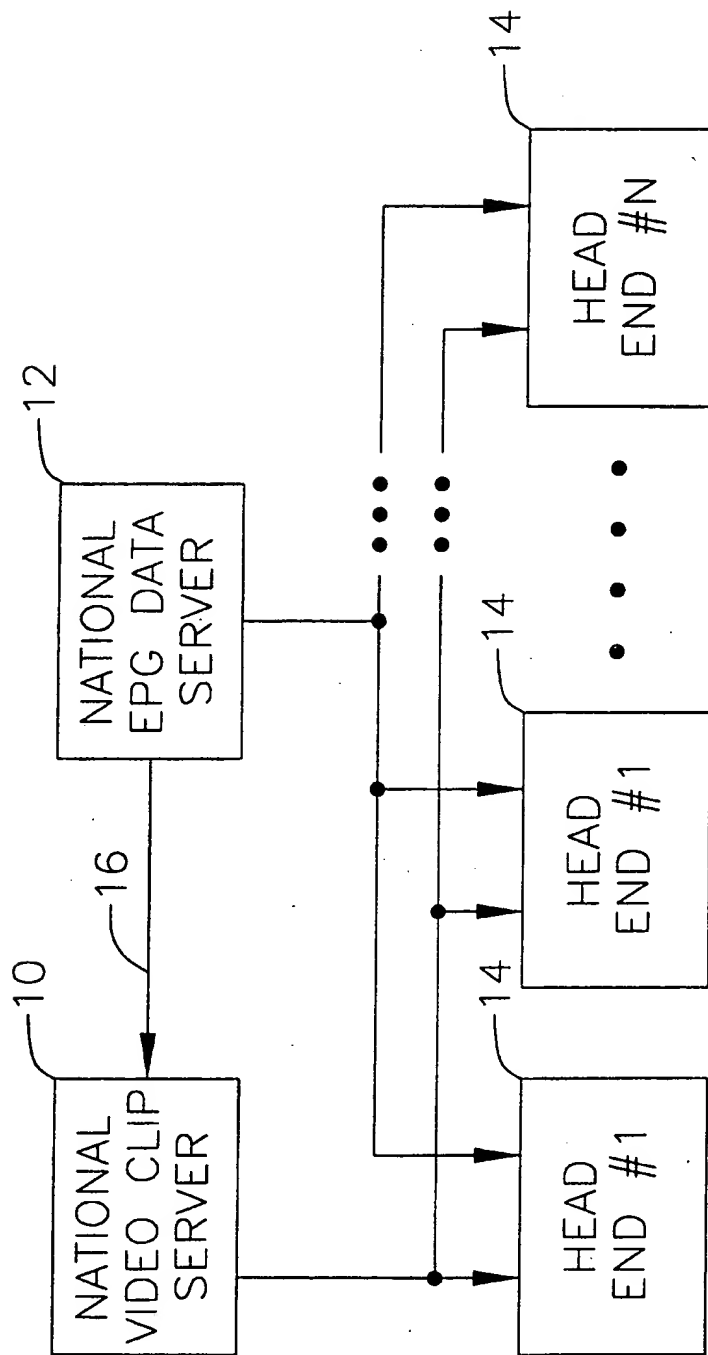 10
NATIONAL
VIDEO CLIP
SERVER
16
12
NATIONAL
EPG DATA
SERVER
14
HEAD
END #1
14
HEAD
END #1
14
HEAD
END #N